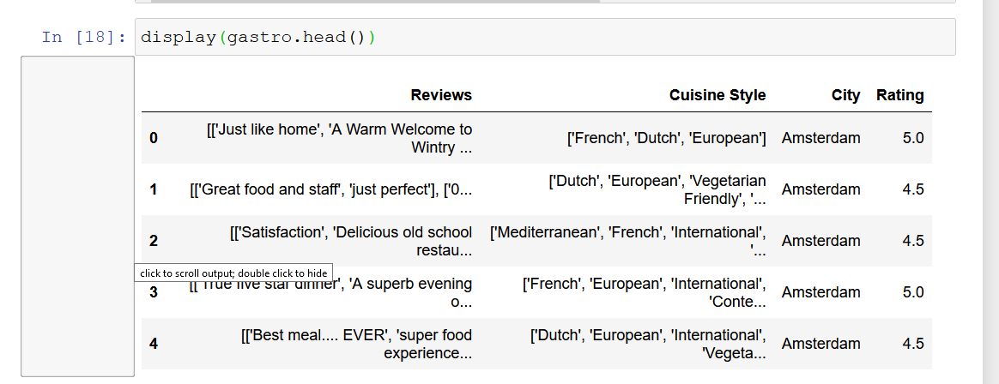 In [18]: display(gastro.head())
Reviews Cuisine Style City Rating
0 [['Just like home', 'A Warm Welcome to Wintry ... ['French', 'Dutch', 'European'] Amsterdam 5.0
1 [['Great food and staff', 'just perfect'], ['0... ['Dutch', 'European', 'Vegetarian Friendly', '... Amsterdam 4.5
2 [['Satisfaction', 'Delicious old school restau... ['Mediterranean', 'French', 'International', '... Amsterdam 4.5
click to scroll output; double click to hide
3 [['True five star dinner', 'A superb evening o... ['French', 'European', 'International', 'Conte... Amsterdam 5.0
4 [['Best meal.... EVER', 'super food experience... ['Dutch', 'European', 'International', 'Vegeta... Amsterdam 4.5